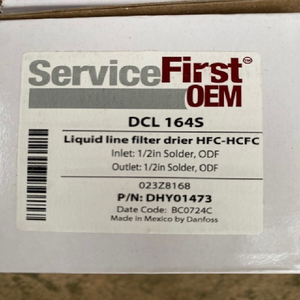 ServiceFirst™
OEM
DCL 164S
Liquid line filter drier HFC-HCFC
Inlet: 1/2in Solder, ODF
Outlet: 1/2in Solder, ODF
023Z8168
P/N: DHY01473
Date Code: BC0724C
Made in Mexico by Danfoss